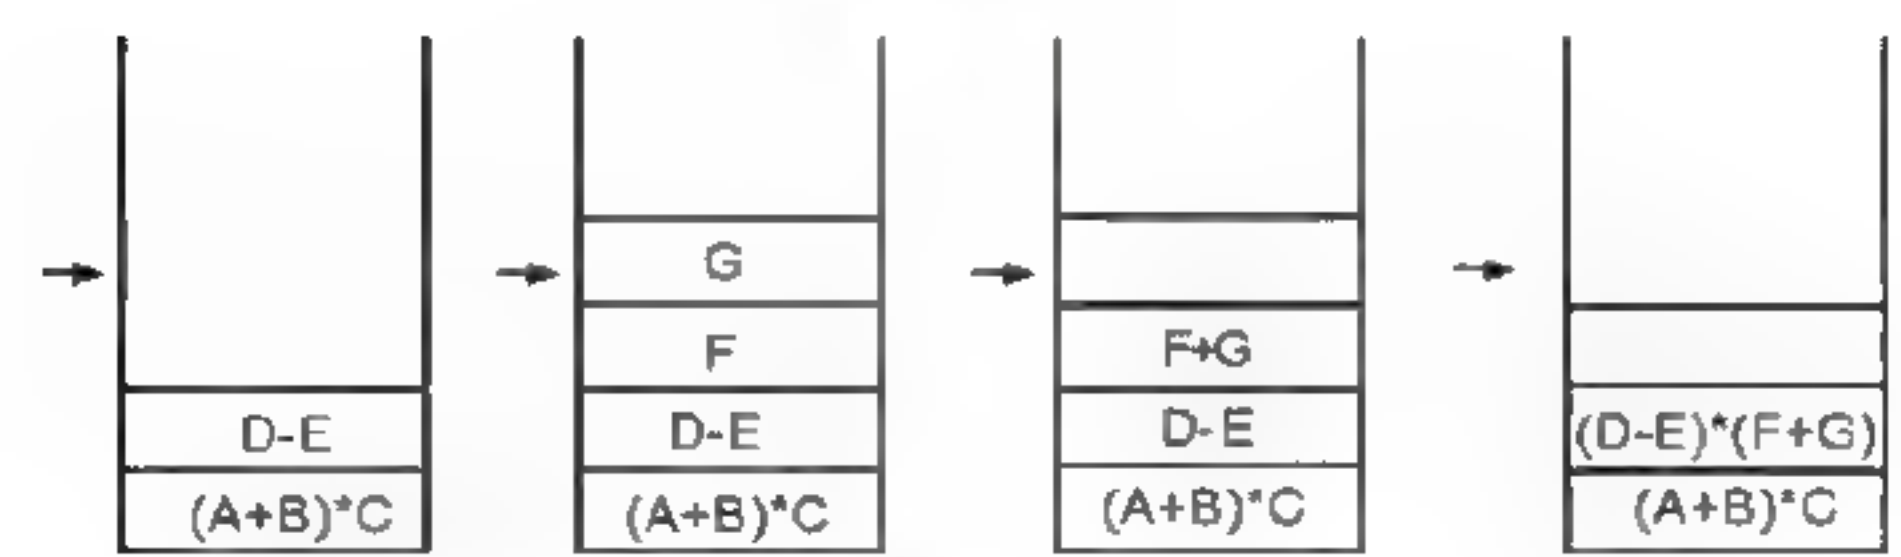 D-E
(A+B)*C
G
F
D-E
(A+B)*C
F+G
D-E
(A+B)*C
(D-E)*(F+G)
(A+B)*C